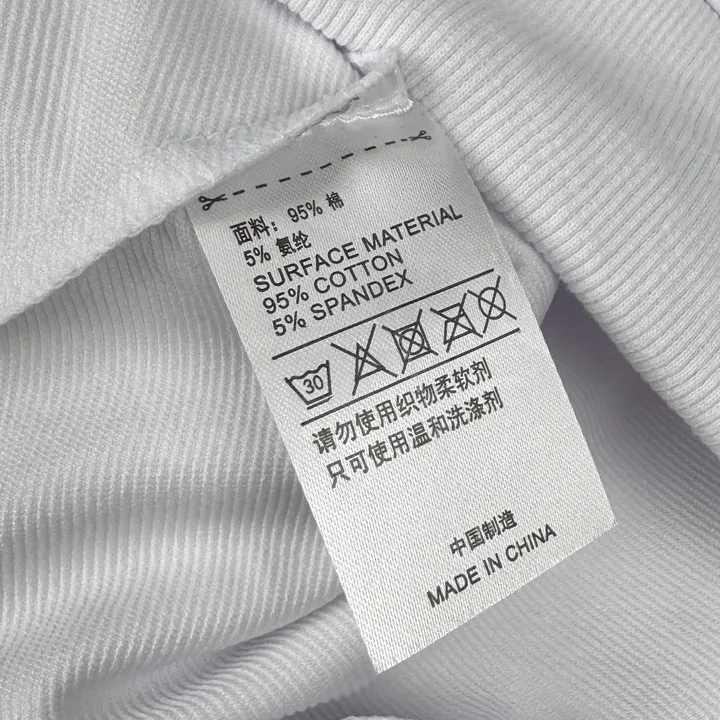 面料：95% 棉
5% 氨纶
SURFACE MATERIAL
95% COTTON
5% SPANDEX
30
请勿使用织物柔软剂
只可使用温和洗涤剂
中国制造
MADE IN CHINA